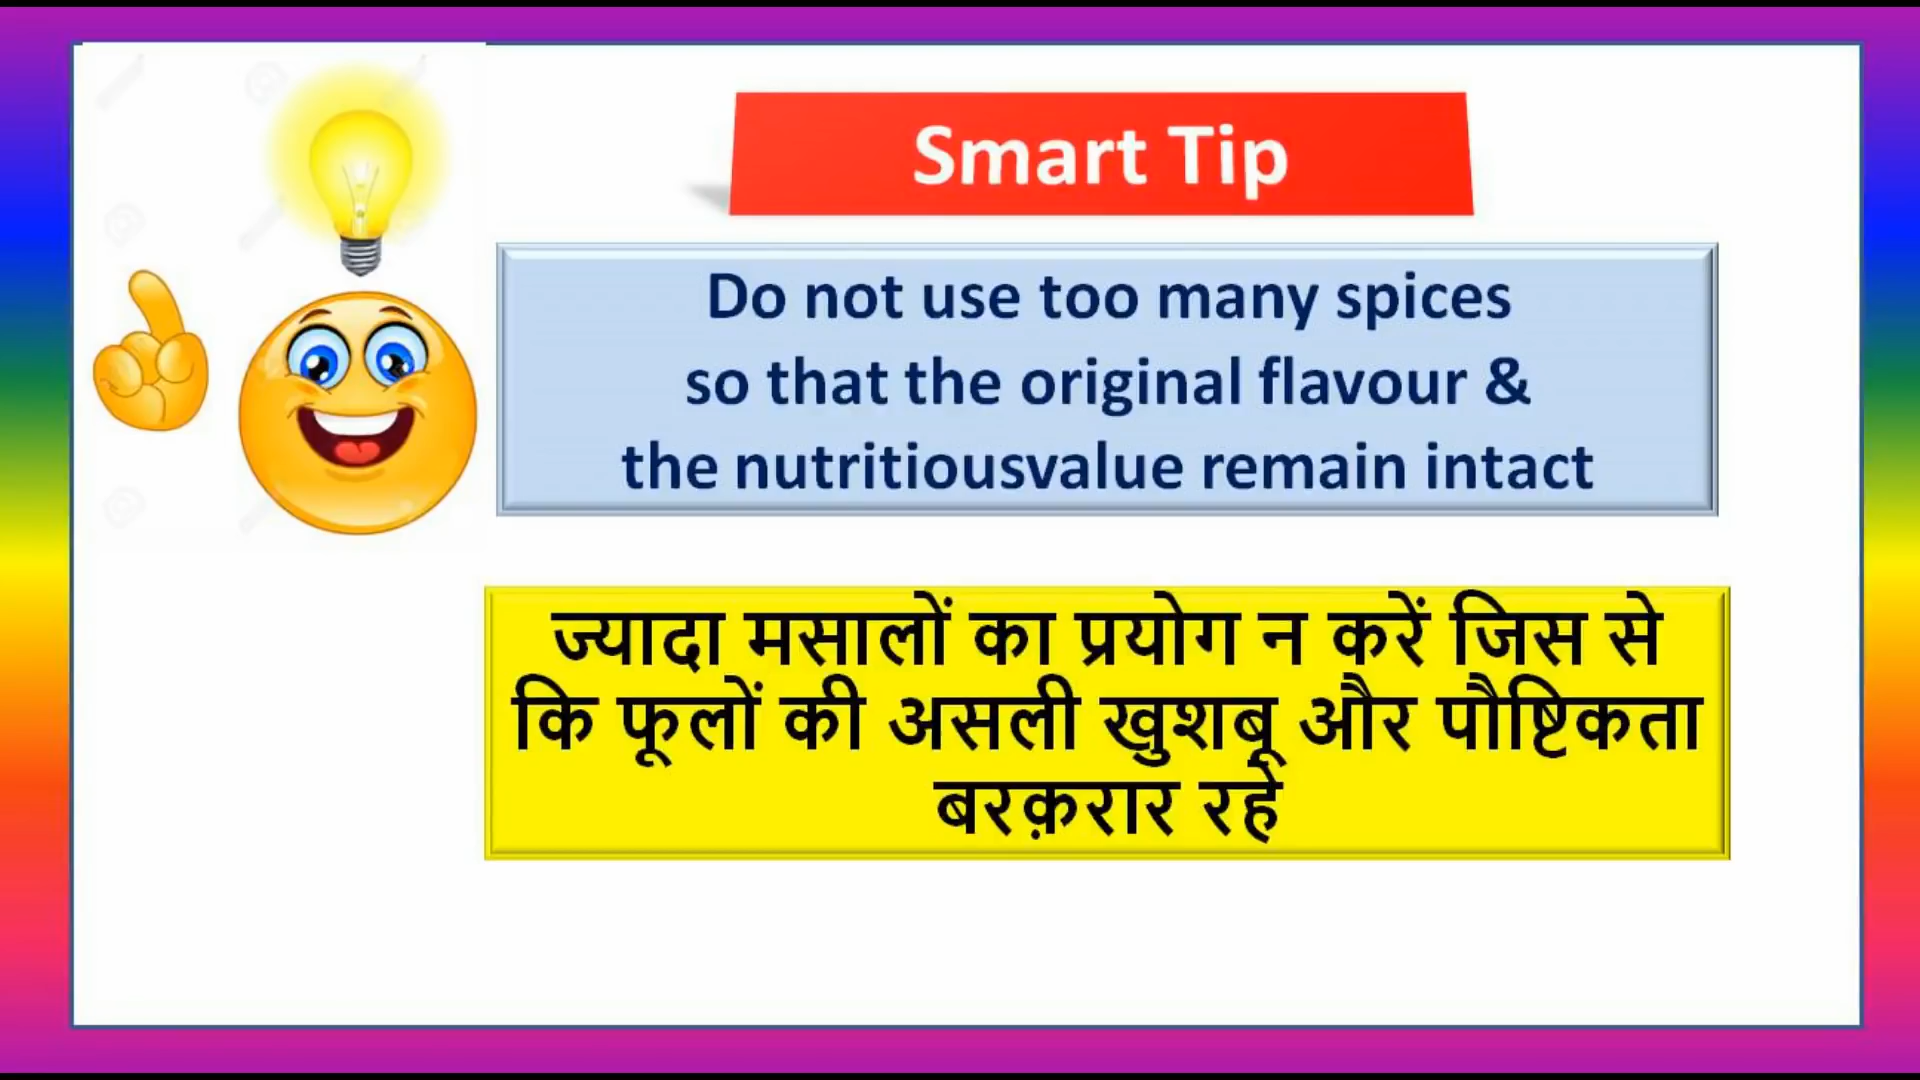 Smart Tip
Do not use too many spices
so that the original flavour &
the nutritiousvalue remain intact
ज्यादा मसालों का प्रयोग न करें जिस से
कि फूलों की असली खुशबू और पौष्टिकता
बरक़रार रहे